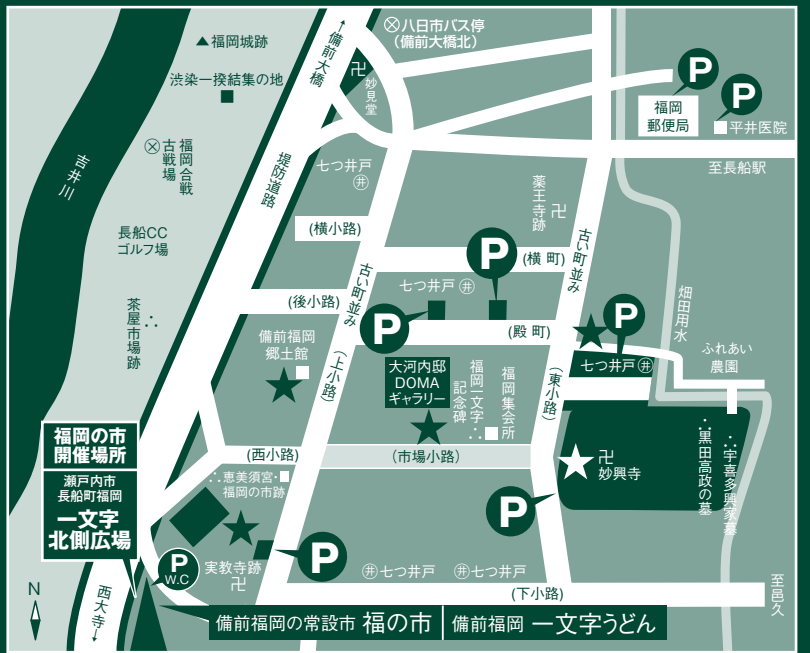 八日市バス停
(備前大橋北)
↑備前大橋
▲福岡城跡
渋染一揆結集の地
卍
妙見堂
P
P
福岡
郵便局
平井医院
至長船駅
福岡合戦
古戦場
吉井川
堤防道路
七つ井戸
井
薬王寺跡
卍
(横小路)
長船CC
ゴルフ場
古い町並み
P
(横 町)
七つ井戸 井
古い町並み
(後小路)
畑田用水
茶屋市場跡
∴
P
(殿 町)
P
備前福岡
郷土館
(上小路)
大河内邸
DOMA
ギャラリー
福岡一文字
記念碑
∴
福岡集会所
(東小路)
七つ井戸 井
ふれあい
農園
∴黒田高政の墓
∴宇喜多興家墓
福岡の市
開催場所
瀬戸内市
長船町福岡
一文字
北側広場
(西小路)
(市場小路)
卍
妙興寺
∴恵美須宮・
福岡の市跡
P
P
P
W.C
実教寺跡
卍
井七つ井戸
井七つ井戸
(下小路)
至邑久
N
西大寺→
備前福岡の常設市 福の市
備前福岡 一文字うどん